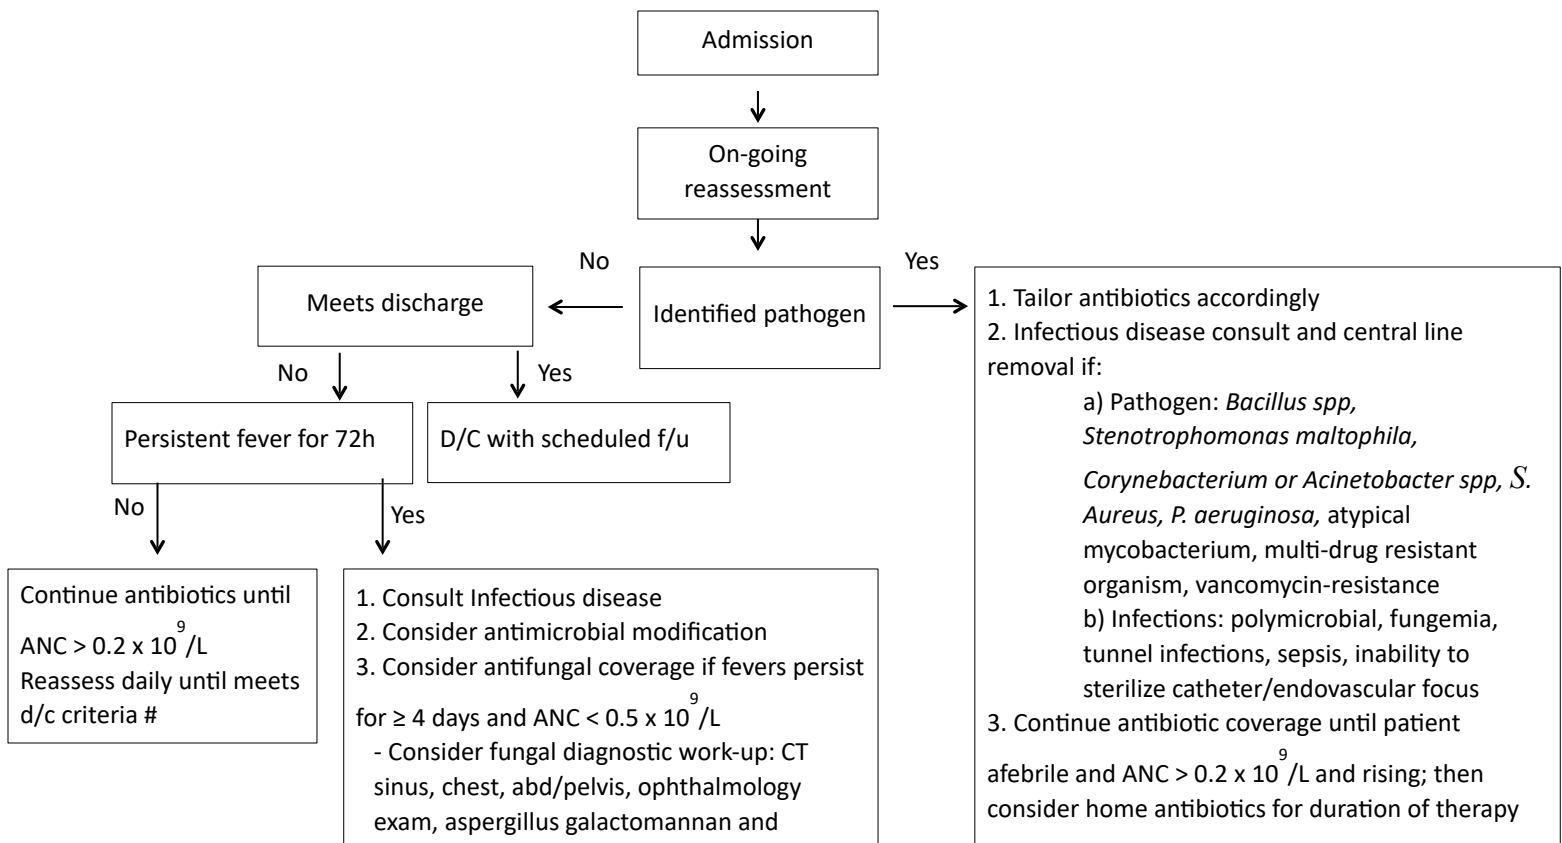 Admission
On-going
reassessment
No
Yes
Identified pathogen
Meets discharge
No
Yes
Persistent fever for 72h
D/C with scheduled f/u
No
Yes
Continue antibiotics until
ANC > 0.2 x 10⁹/L
Reassess daily until meets
d/c criteria #
1. Consult Infectious disease
2. Consider antimicrobial modification
3. Consider antifungal coverage if fevers persist
for ≥ 4 days and ANC < 0.5 x 10⁹/L
- Consider fungal diagnostic work-up: CT
sinus, chest, abd/pelvis, ophthalmology
exam, aspergillus galactomannan and
1. Tailor antibiotics accordingly
2. Infectious disease consult and central line
removal if:
a) Pathogen: Bacillus spp,
Stenotrophomonas maltophila,
Corynebacterium or Acinetobacter spp, S.
Aureus, P. aeruginosa, atypical
mycobacterium, multi-drug resistant
organism, vancomycin-resistance
b) Infections: polymicrobial, fungemia,
tunnel infections, sepsis, inability to
sterilize catheter/endovascular focus
3. Continue antibiotic coverage until patient
afebrile and ANC > 0.2 x 10⁹/L and rising; then
consider home antibiotics for duration of therapy